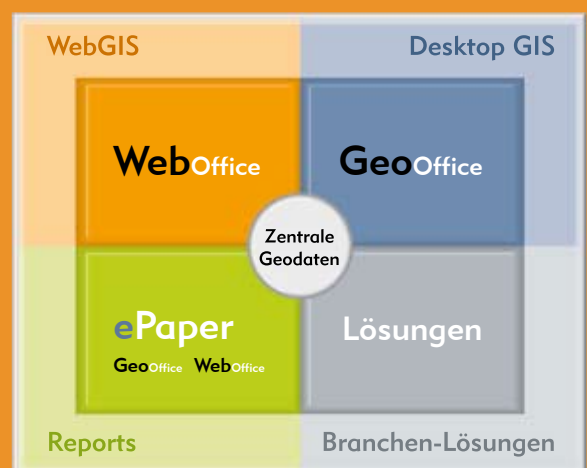 WebGIS
Desktop GIS
WebOffice
GeoOffice
Zentrale
Geodaten
ePaper
GeoOffice WebOffice
Lösungen
Reports
Branchen-Lösungen